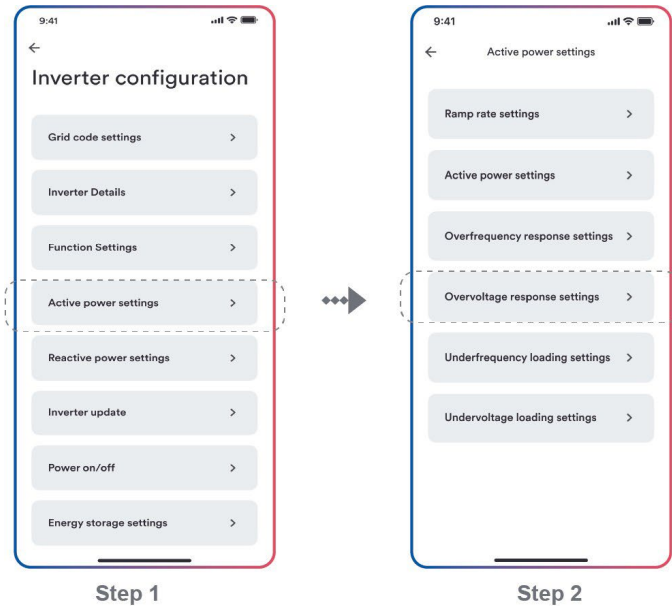 9:41
Inverter configuration
Grid code settings
Inverter Details
Function Settings
Active power settings
Reactive power settings
Inverter update
Power on/off
Energy storage settings
Step 1
9:41
Active power settings
Ramp rate settings
Active power settings
Overfrequency response settings
Overvoltage response settings
Underfrequency loading settings
Undervoltage loading settings
Step 2